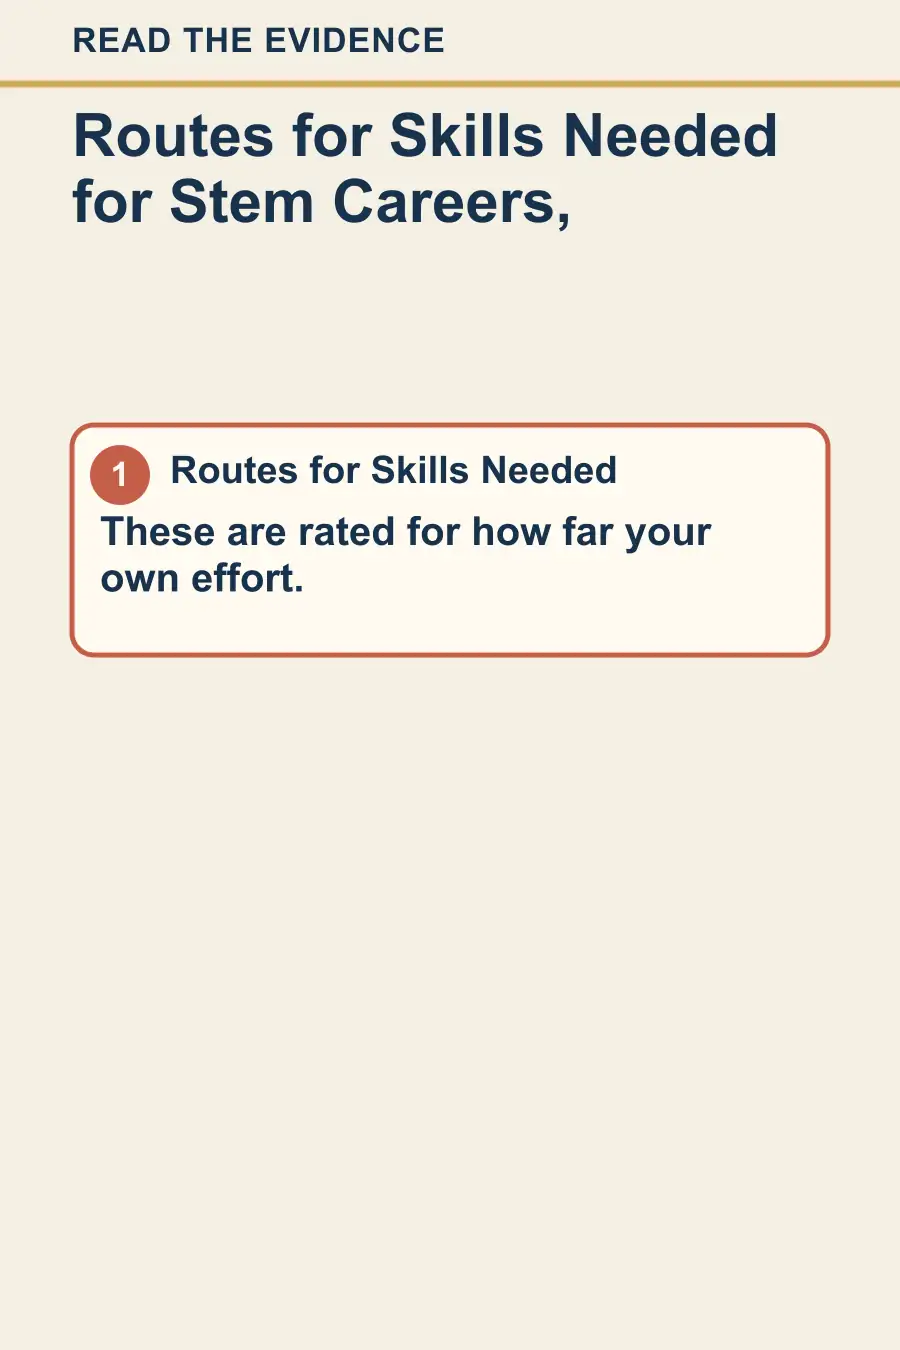 READ THE EVIDENCE
Routes for Skills Needed
for Stem Careers,
1 Routes for Skills Needed
These are rated for how far your
own effort.